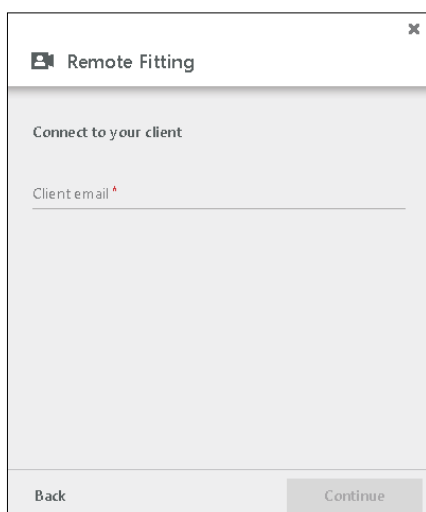 Remote Fitting
Connect to your client
Client email *
Back
Continue